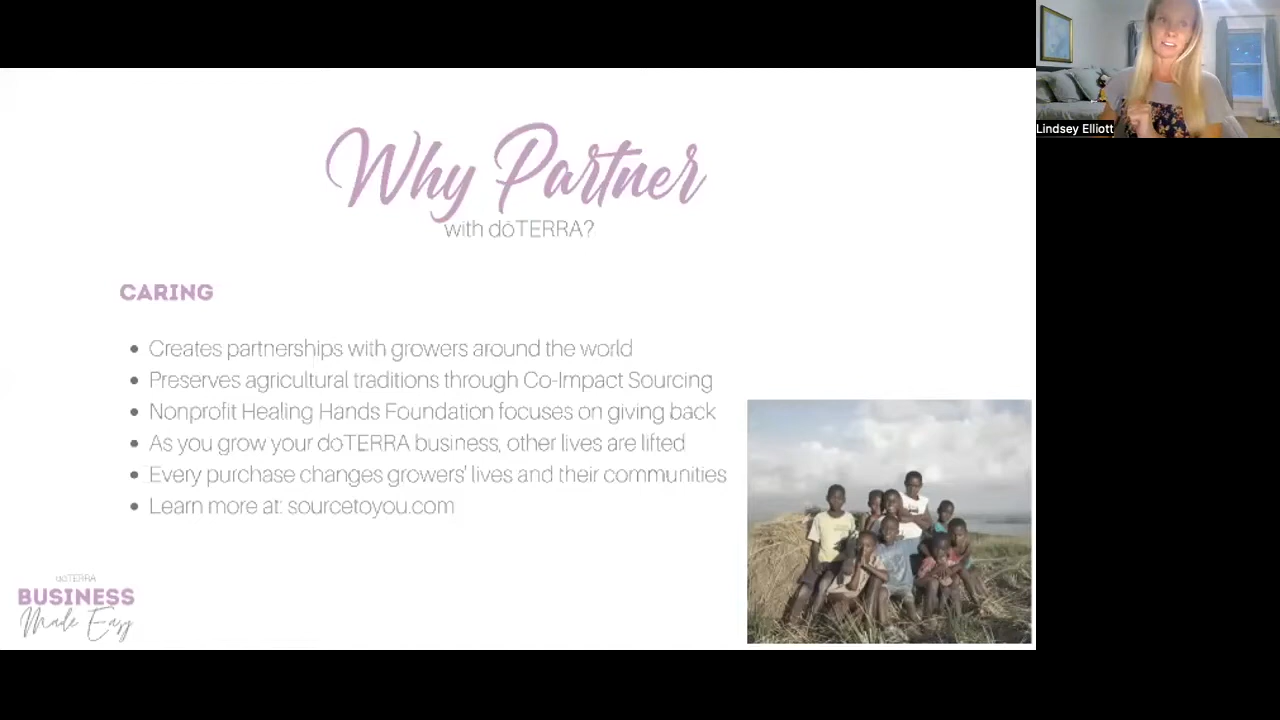 Lindsey Elliott
Why Partner
with dōTERRA?
CARING
• Creates partnerships with growers around the world
• Preserves agricultural traditions through Co-Impact Sourcing
• Nonprofit Healing Hands Foundation focuses on giving back
• As you grow your doTERRA business, other lives are lifted
• Every purchase changes growers' lives and their communities
• Learn more at: sourcetoyou.com
dōTERRA
BUSINESS
Made Easy